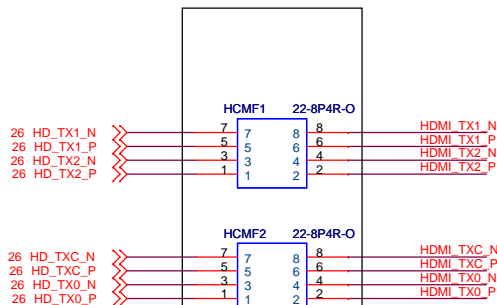 HCMF1 22-8P4R-O
26 HD_TX1_N 7 7 8 8 HDMI_TX1_N
26 HD_TX1_P 5 5 6 6 HDMI_TX1_P
26 HD_TX2_N 3 3 4 4 HDMI_TX2_N
26 HD_TX2_P 1 1 2 2 HDMI_TX2_P
HCMF2 22-8P4R-O
26 HD_TXC_N 7 7 8 8 HDMI_TXC_N
26 HD_TXC_P 5 5 6 6 HDMI_TXC_P
26 HD_TX0_N 3 3 4 4 HDMI_TX0_N
26 HD_TX0_P 1 1 2 2 HDMI_TX0_P